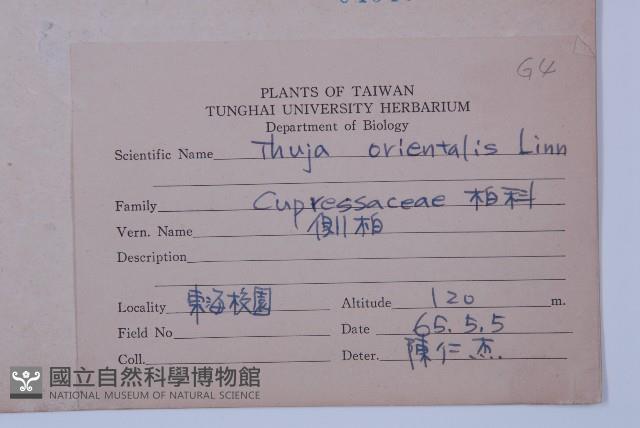 G4
PLANTS OF TAIWAN
TUNGHAI UNIVERSITY HERBARIUM
Department of Biology
Scientific Name Thuja orientalis Linn
Family Cupressaceae 柏科
Vern. Name 側柏
Description
Locality 東海校園 Altitude 120 m.
Field No Date 65.5.5
Coll. Deter. 陳仁杰
國立自然科學博物館
NATIONAL MUSEUM OF NATURAL SCIENCE